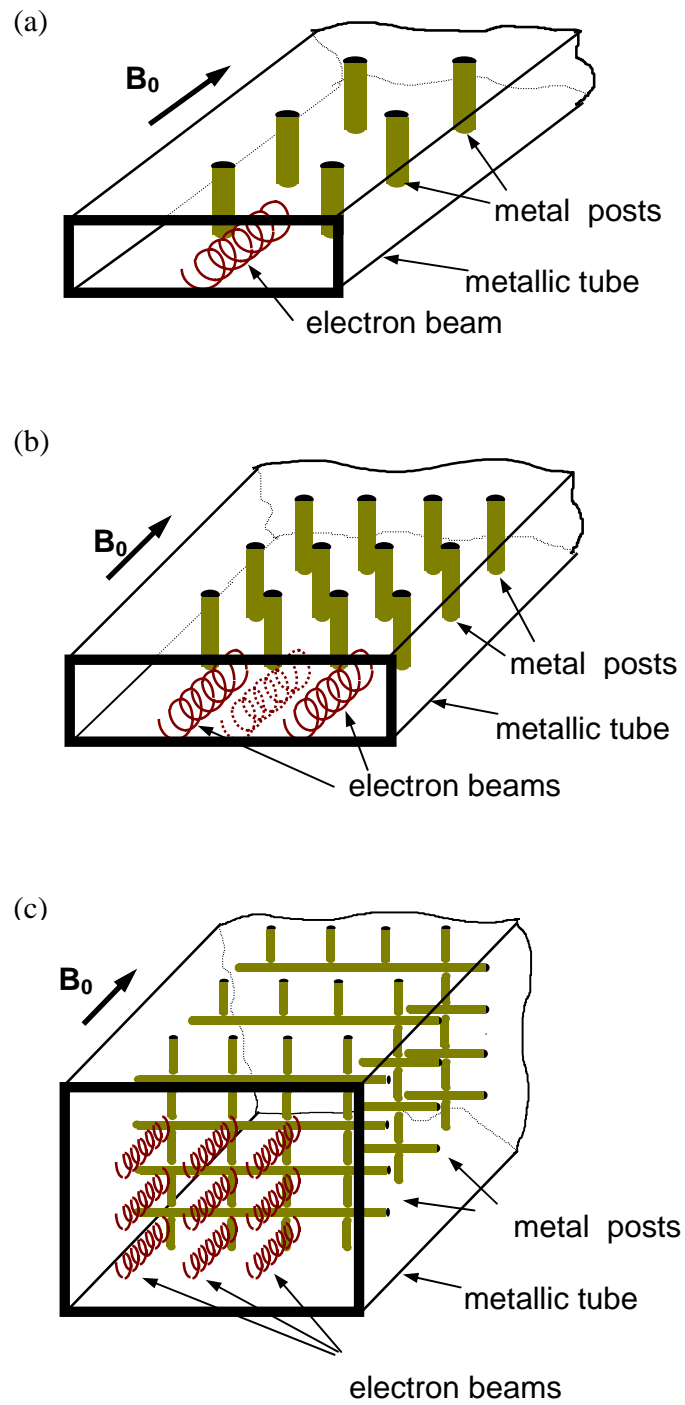 (a)
B₀
metal posts
metallic tube
electron beam
(b)
B₀
metal posts
metallic tube
electron beams
(c)
B₀
metal posts
metallic tube
electron beams